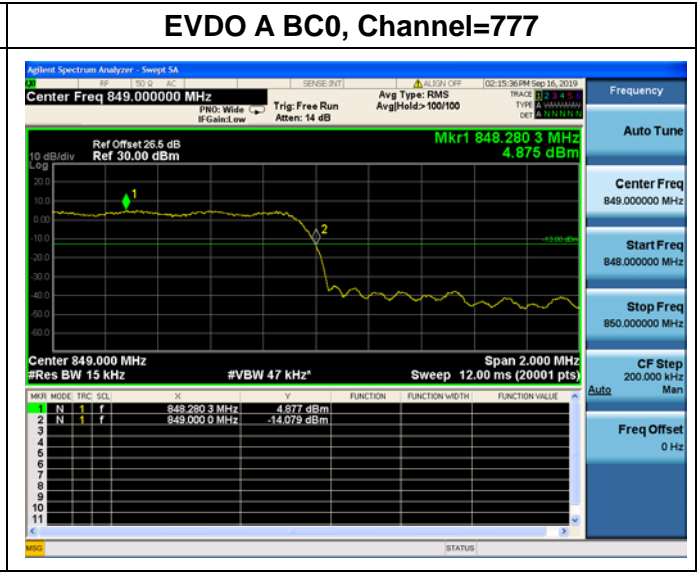 EVDO A BC0, Channel=777
Agilent Spectrum Analyzer - Swept SA
RF 50 Ω AC SENSE:INT ALIGN OFF 02:15:36 PM Sep 16, 2019
Center Freq 849.000000 MHz
PNO: Wide Trig: Free Run
IFGain:Low Atten: 14 dB
Avg Type: RMS
Avg|Hold:>100/100
TRACE 1 2 3 4 5 6
TYPE A
DET A N N N N N
Ref Offset 26.5 dB
10 dB/div Ref 30.00 dBm
Log
Mkr1 848.280 3 MHz
4.875 dBm
20.0
10.0
0.00
-10.0
-20.0
-30.0
-40.0
-50.0
-60.0
1
2
-13.00 dBm
Center 849.000 MHz Span 2.000 MHz
#Res BW 15 kHz #VBW 47 kHz* Sweep 12.00 ms (20001 pts)
MKR MODE TRC SCL X Y FUNCTION FUNCTION WIDTH FUNCTION VALUE
1 N 1 f 848.280 3 MHz 4.877 dBm
2 N 1 f 849.000 0 MHz -14.079 dBm
3
4
5
6
7
8
9
10
11
MSG STATUS
Frequency
Auto Tune
Center Freq
849.000000 MHz
Start Freq
848.000000 MHz
Stop Freq
850.000000 MHz
CF Step
200.000 kHz
Auto Man
Freq Offset
0 Hz